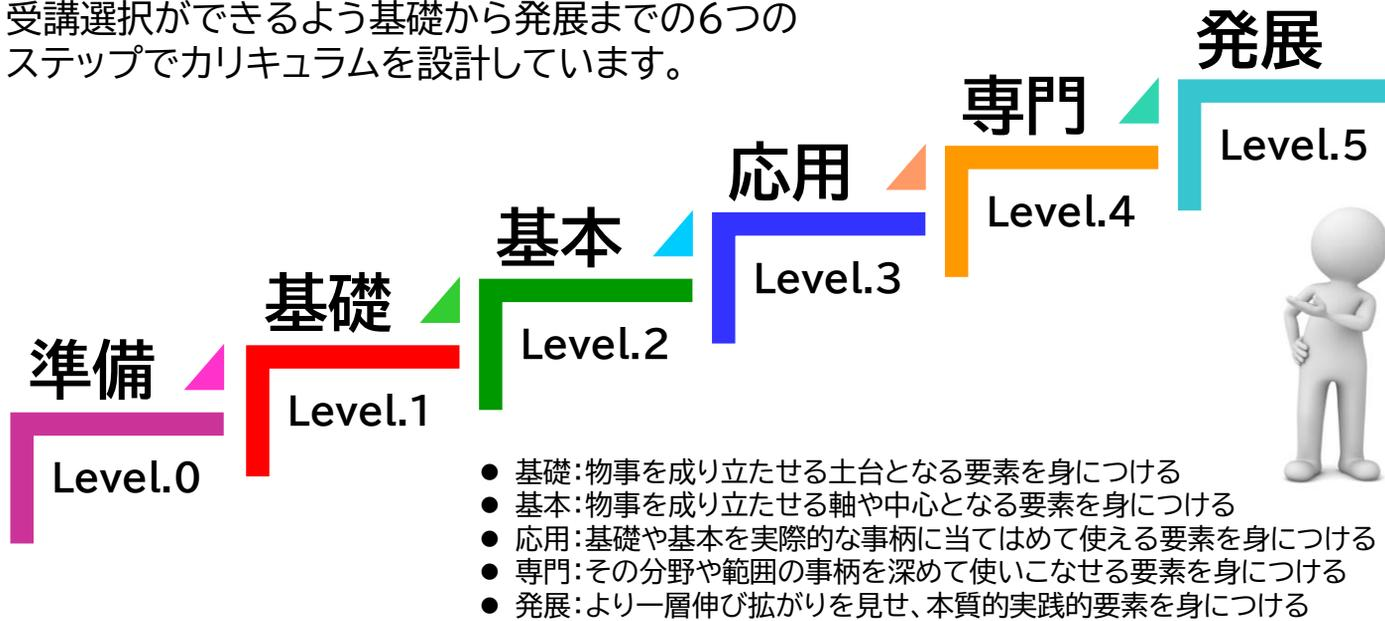 受講選択ができるよう基礎から発展までの6つの
ステップでカリキュラムを設計しています。
発展
Level.5
専門
Level.4
応用
Level.3
基本
Level.2
基礎
Level.1
準備
Level.0
● 基礎：物事を成り立たせる土台となる要素を身につける
● 基本：物事を成り立たせる軸や中心となる要素を身につける
● 応用：基礎や基本を実際的な事柄に当てはめて使える要素を身につける
● 専門：その分野や範囲の事柄を深めて使いこなせる要素を身につける
● 発展：より一層伸び拡がりを見せ、本質的実践的要素を身につける